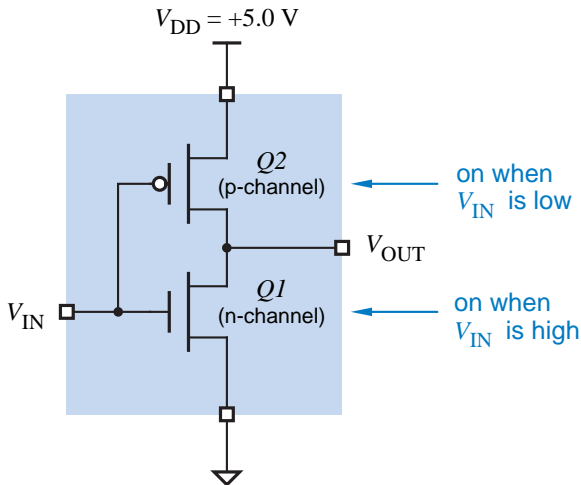 VDD = +5.0 V
Q2
(p-channel)
on when
VIN is low
VOUT
VIN
Q1
(n-channel)
on when
VIN is high